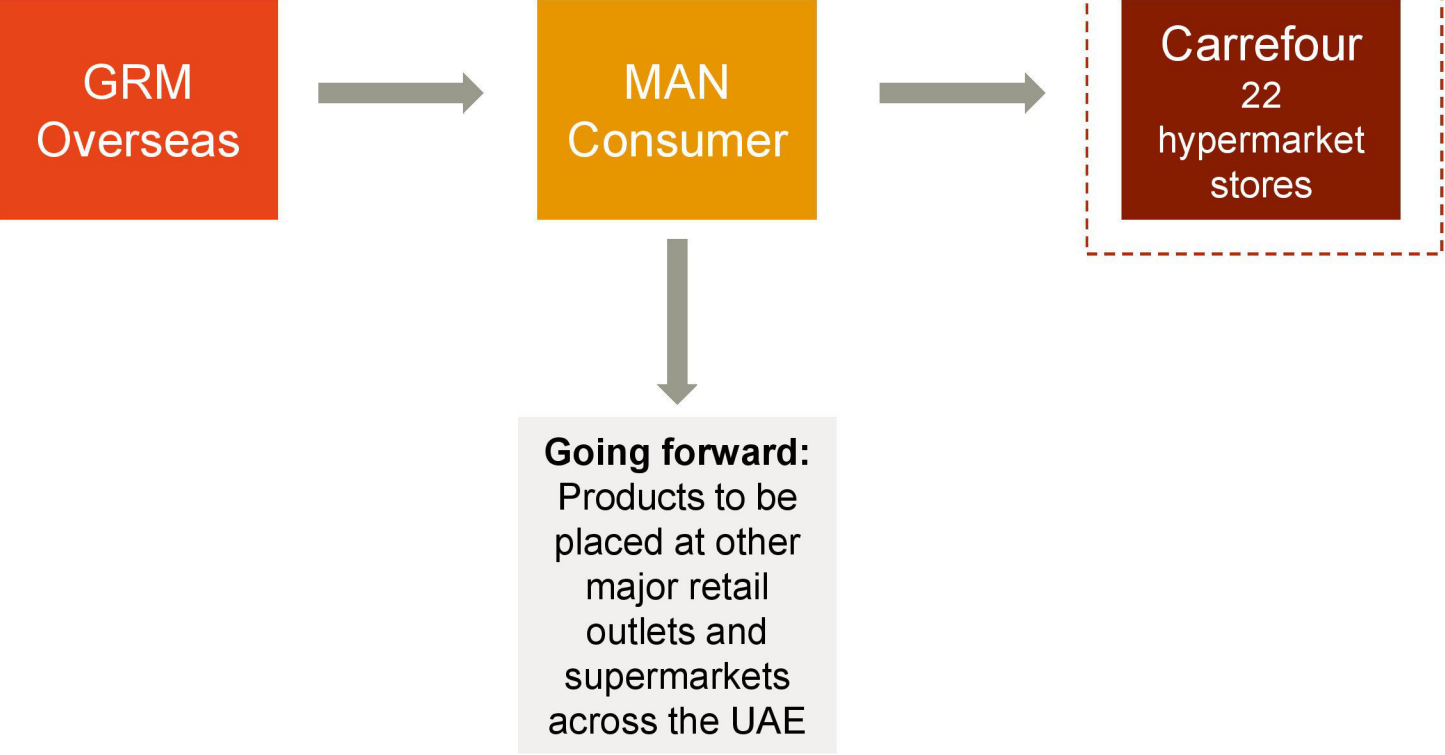 GRM
Overseas
MAN
Consumer
Carrefour
22
hypermarket
stores
Going forward:
Products to be
placed at other
major retail
outlets and
supermarkets
across the UAE